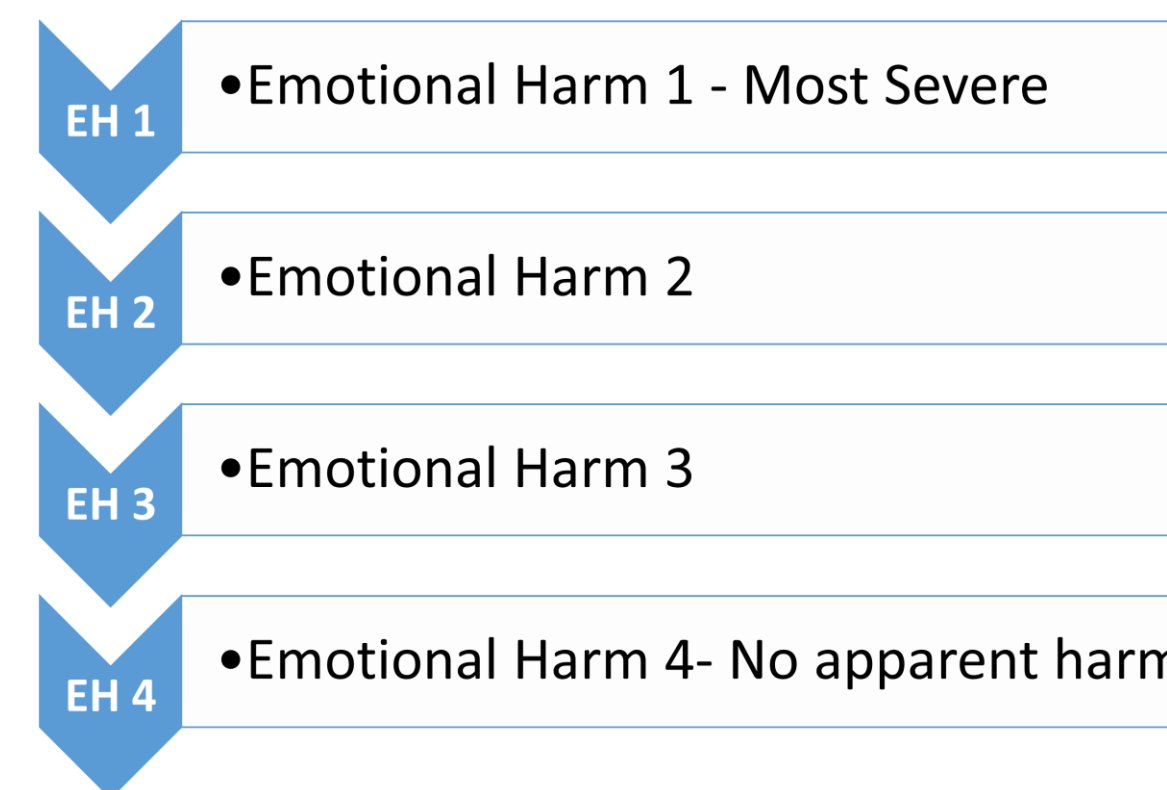 EH 1
•Emotional Harm 1 - Most Severe
EH 2
•Emotional Harm 2
EH 3
•Emotional Harm 3
EH 4
•Emotional Harm 4- No apparent harm